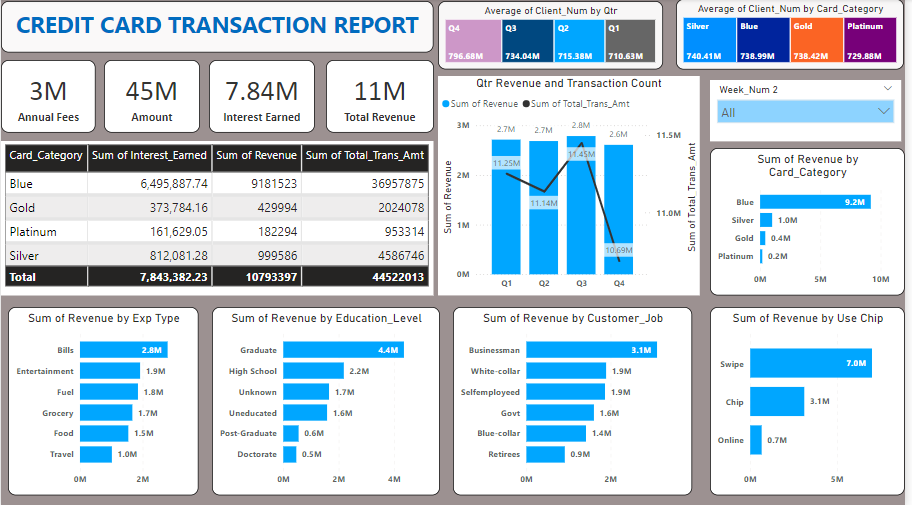 CREDIT CARD TRANSACTION REPORT
3M
Annual Fees
45M
Amount
7.84M
Interest Earned
11M
Total Revenue
Average of Client_Num by Qtr
Q4 Q3 Q2 Q1
796.68M 734.04M 715.38M 710.63M
Average of Client_Num by Card_Category
Silver Blue Gold Platinum
740.41M 738.99M 738.42M 729.88M
Card_Category Sum of Interest_Earned Sum of Revenue Sum of Total_Trans_Amt
Blue 6,495,887.74 9181523 36957875
Gold 373,784.16 429994 2024078
Platinum 161,629.05 182294 953314
Silver 812,081.28 999586 4586746
Total 7,843,382.23 10793397 44522013
Qtr Revenue and Transaction Count
Sum of Revenue Sum of Total_Trans_Amt
Sum of Revenue
3M
2M
1M
0M
2.7M 2.7M 2.8M 2.6M
11.25M 11.14M 11.45M 10.69M
Q1 Q2 Q3 Q4
11.5M
11.0M
Sum of Total_Trans_Amt
Week_Num 2
All
Sum of Revenue by
Card_Category
Blue 9.2M
Silver 1.0M
Gold 0.4M
Platinum 0.2M
0M 5M 10M
Sum of Revenue by Exp Type
Bills 2.8M
Entertainment 1.9M
Fuel 1.8M
Grocery 1.7M
Food 1.5M
Travel 1.0M
0M 2M
Sum of Revenue by Education_Level
Graduate 4.4M
High School 2.2M
Unknown 1.7M
Uneducated 1.6M
Post-Graduate 0.6M
Doctorate 0.5M
0M 2M 4M
Sum of Revenue by Customer_Job
Businessman 3.1M
White-collar 1.9M
Selfemployeed 1.9M
Govt 1.6M
Blue-collar 1.4M
Retirees 0.9M
0M 2M
Sum of Revenue by Use Chip
Swipe 7.0M
Chip 3.1M
Online 0.7M
0M 5M